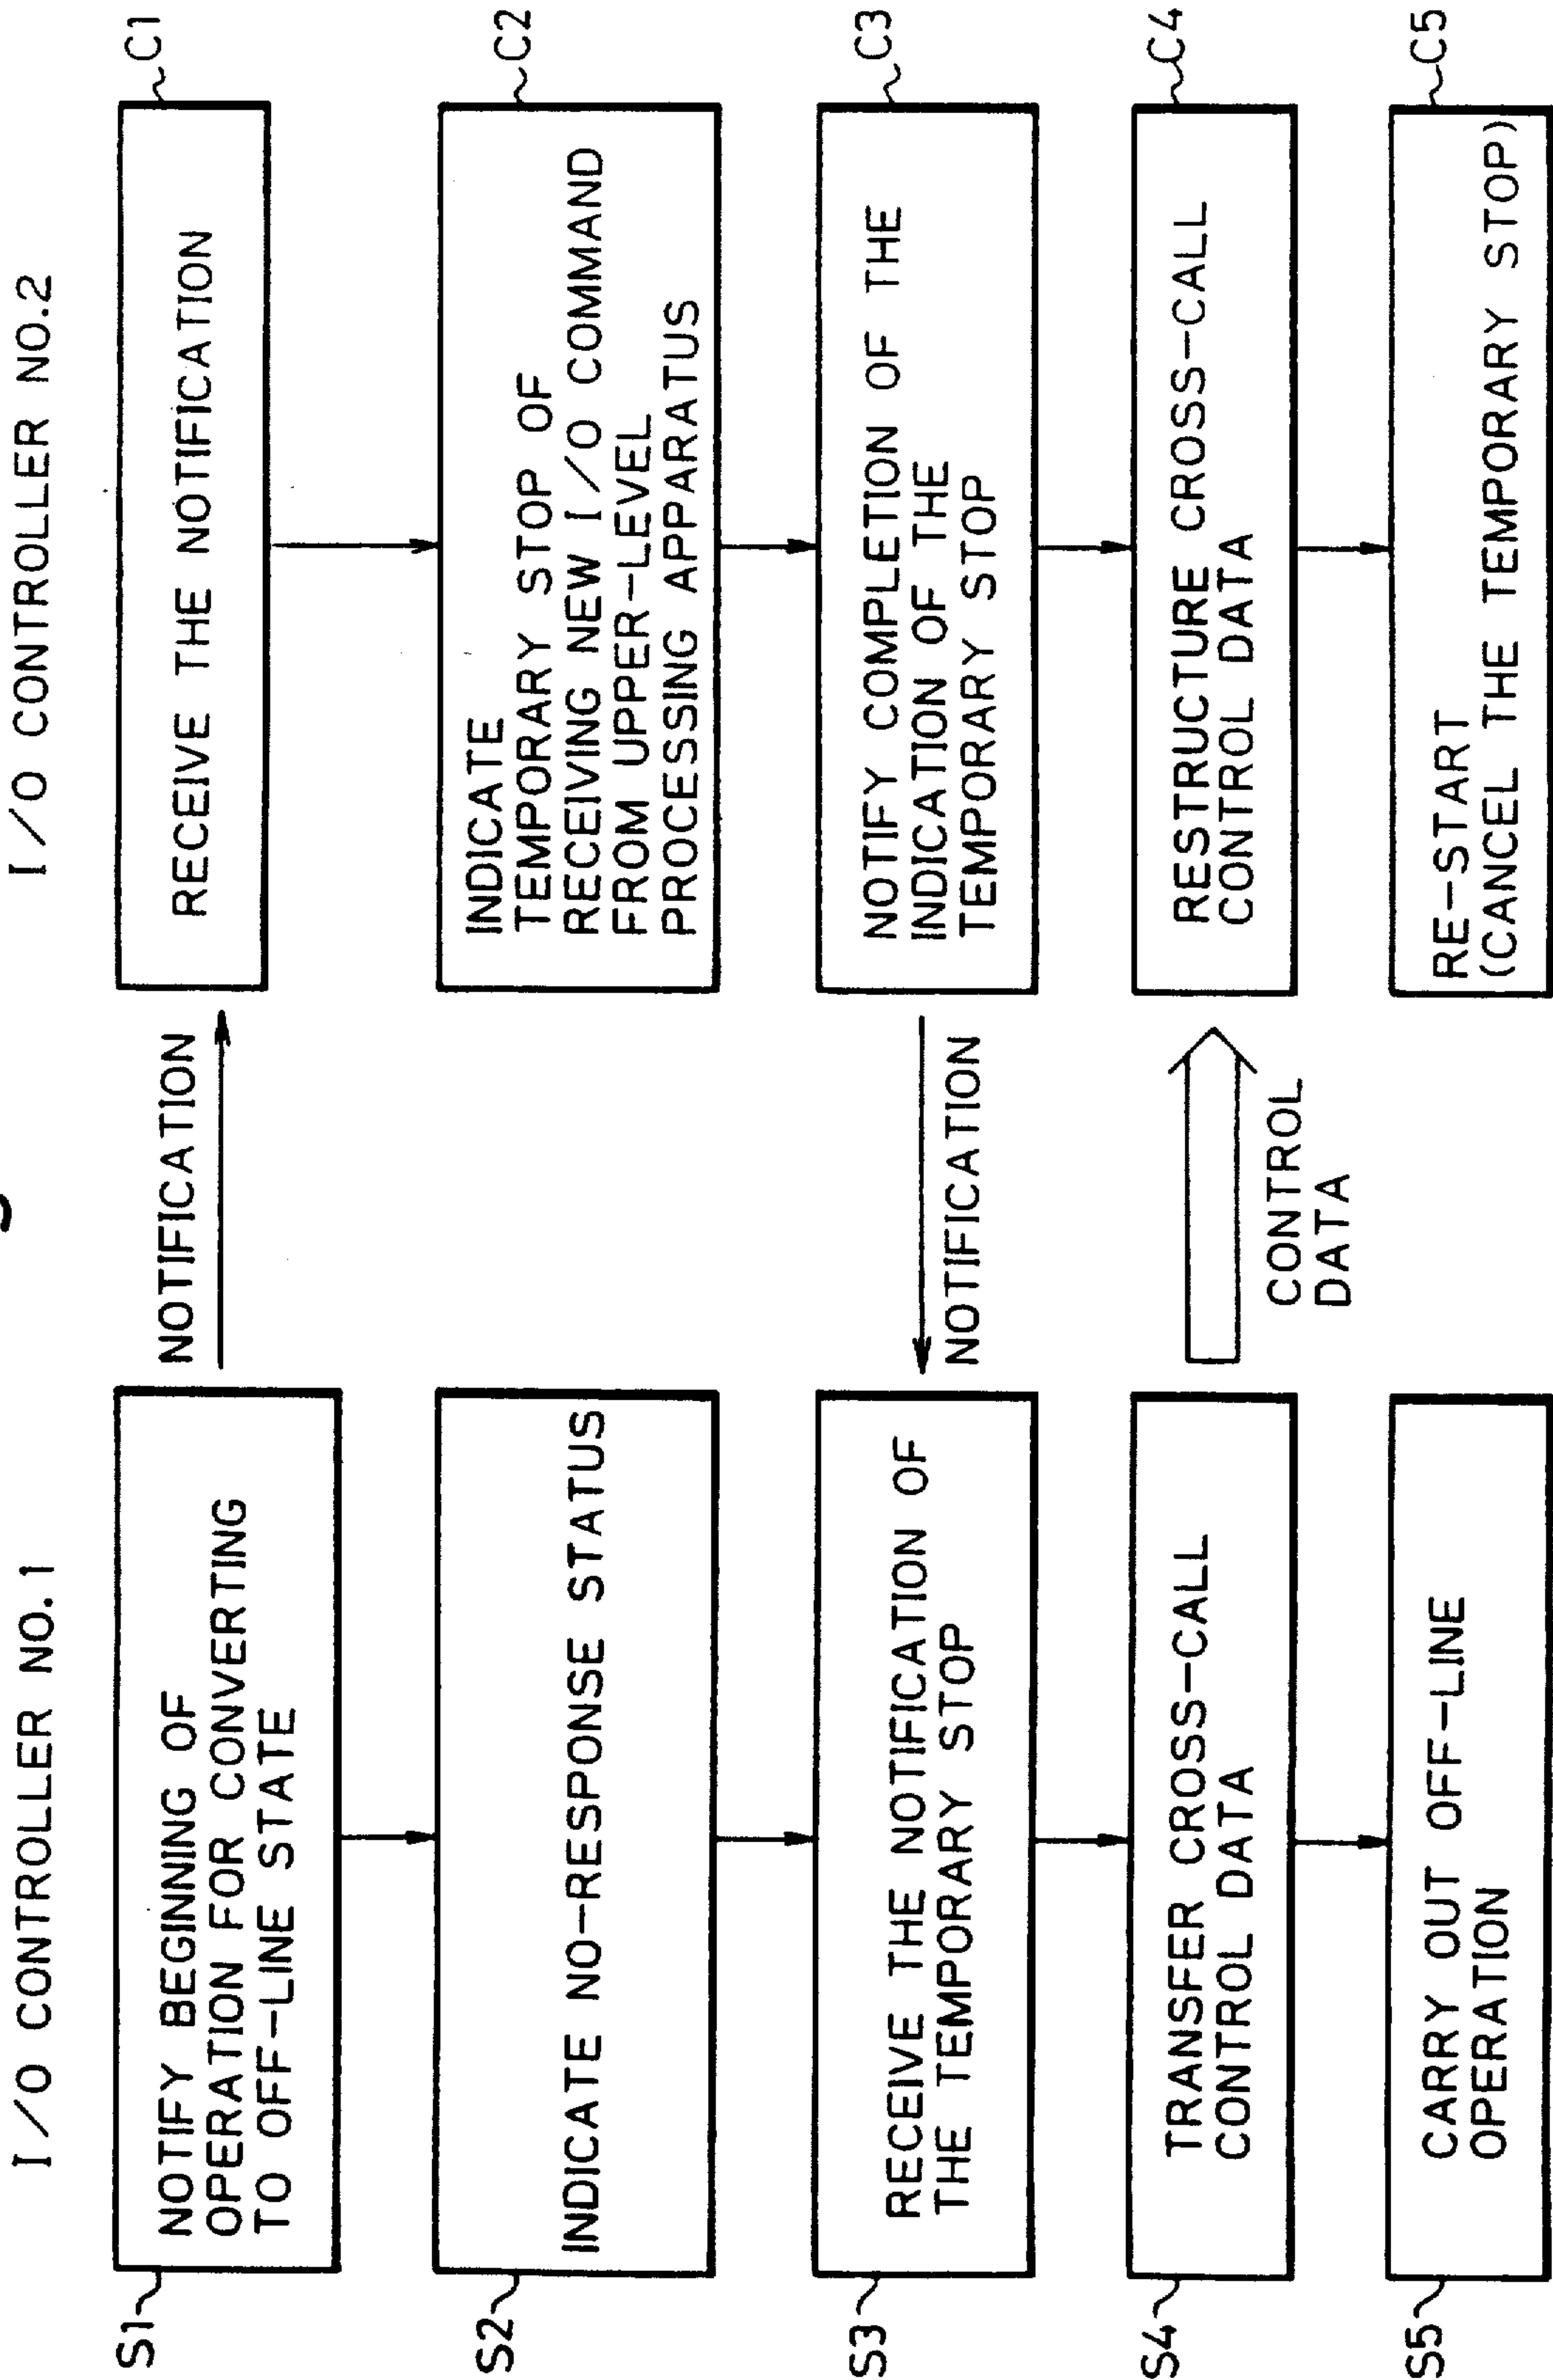 I/O CONTROLLER NO.1
S1
NOTIFY BEGINNING OF
OPERATION FOR CONVERTING
TO OFF-LINE STATE
S2
INDICATE NO-RESPONSE STATUS
S3
RECEIVE THE NOTIFICATION OF
THE TEMPORARY STOP
S4
TRANSFER CROSS-CALL
CONTROL DATA
S5
CARRY OUT OFF-LINE
OPERATION
NOTIFICATION
NOTIFICATION
CONTROL
DATA
I/O CONTROLLER NO.2
C1
RECEIVE THE NOTIFICATION
C2
INDICATE
TEMPORARY STOP OF
RECEIVING NEW I/O COMMAND
FROM UPPER-LEVEL
PROCESSING APPARATUS
C3
NOTIFY COMPLETION OF THE
INDICATION OF THE
TEMPORARY STOP
C4
RESTRUCTURE CROSS-CALL
CONTROL DATA
C5
RE-START
(CANCEL THE TEMPORARY STOP)